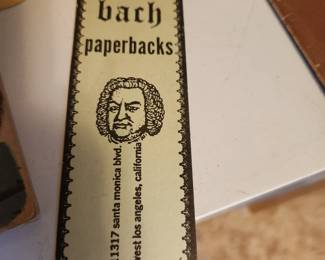 bach
paperbacks
11317 santa monica blvd.
west los angeles, california